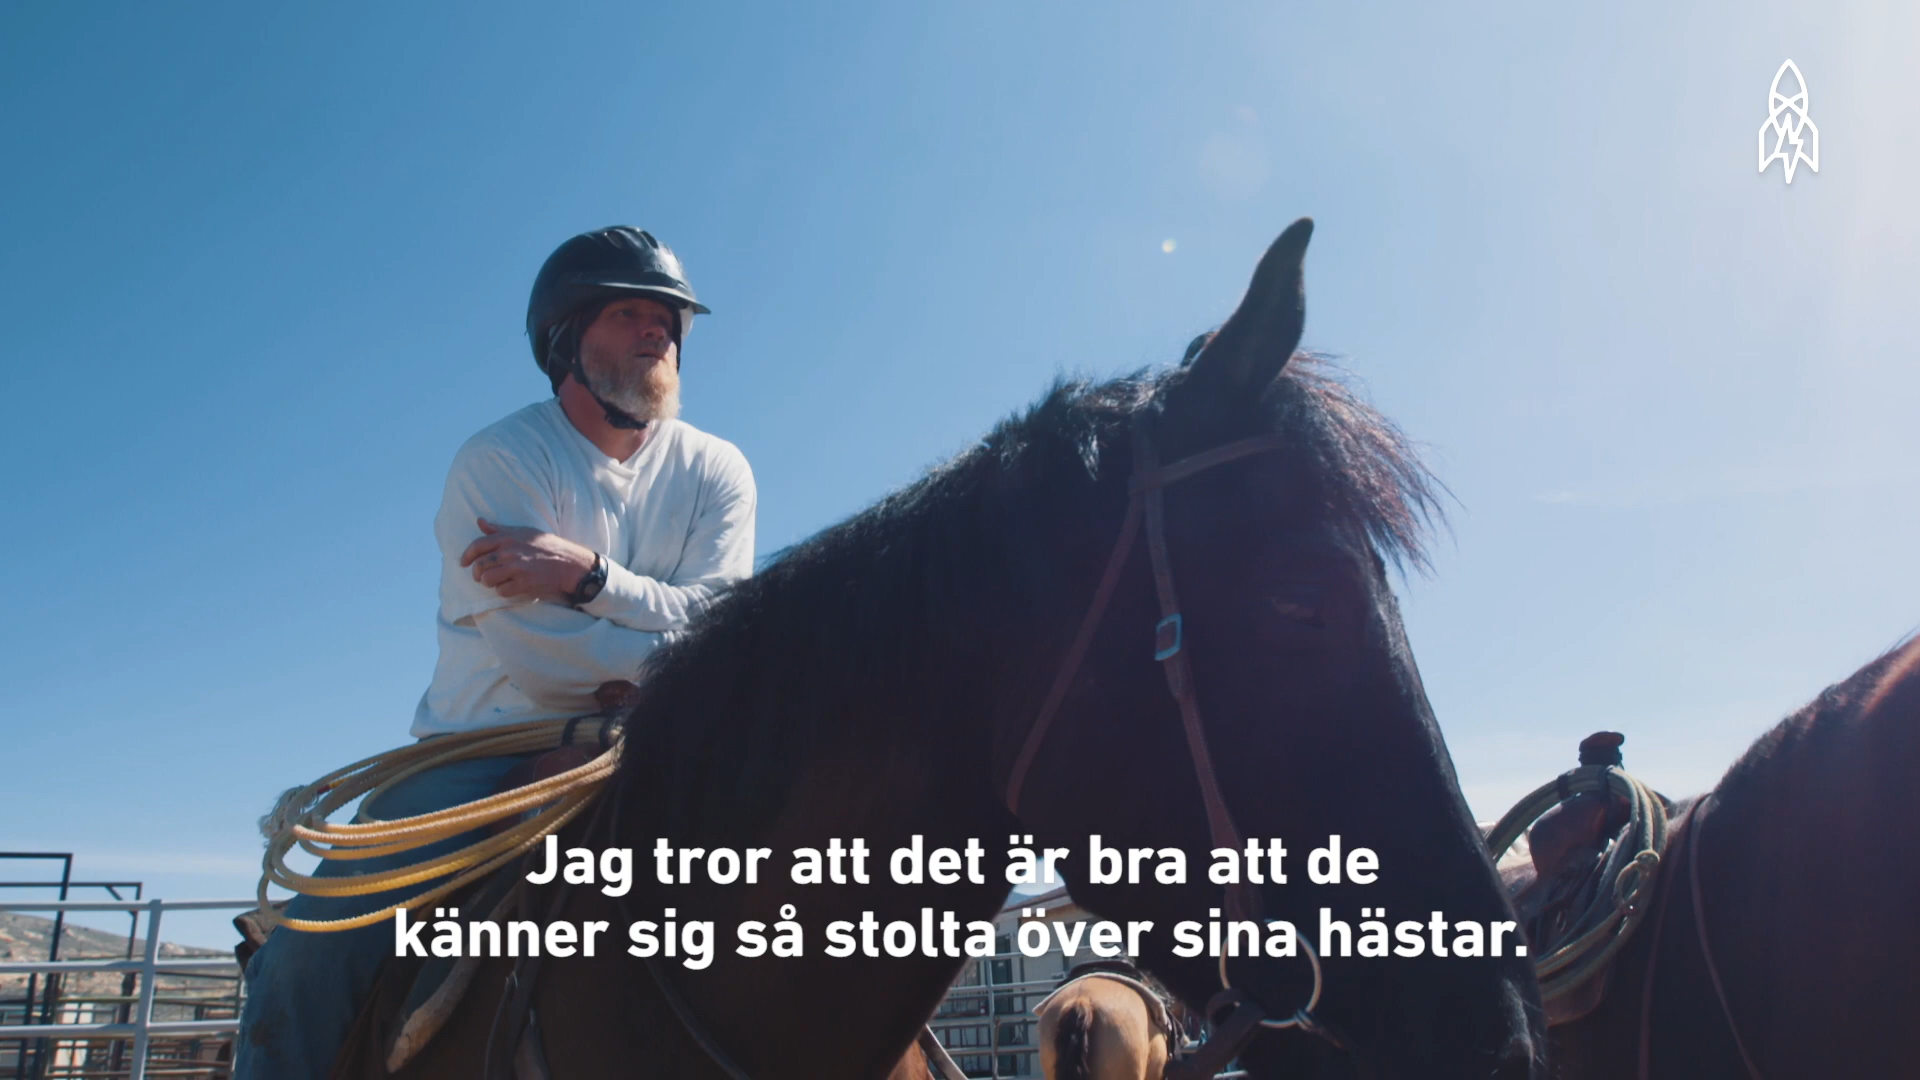 Jag tror att det är bra att de
känner sig så stolta över sina hästar.